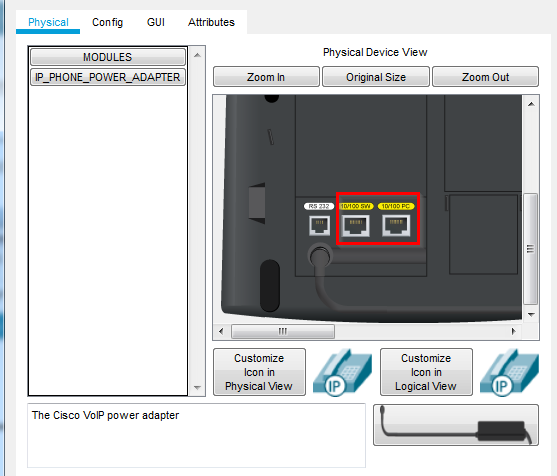 Physical Config GUI Attributes
MODULES
IP_PHONE_POWER_ADAPTER
Physical Device View
Zoom In Original Size Zoom Out
RS 232 10/100 SW 10/100 PC
Customize
Icon in
Physical View
IP
Customize
Icon in
Logical View
IP
The Cisco VoIP power adapter